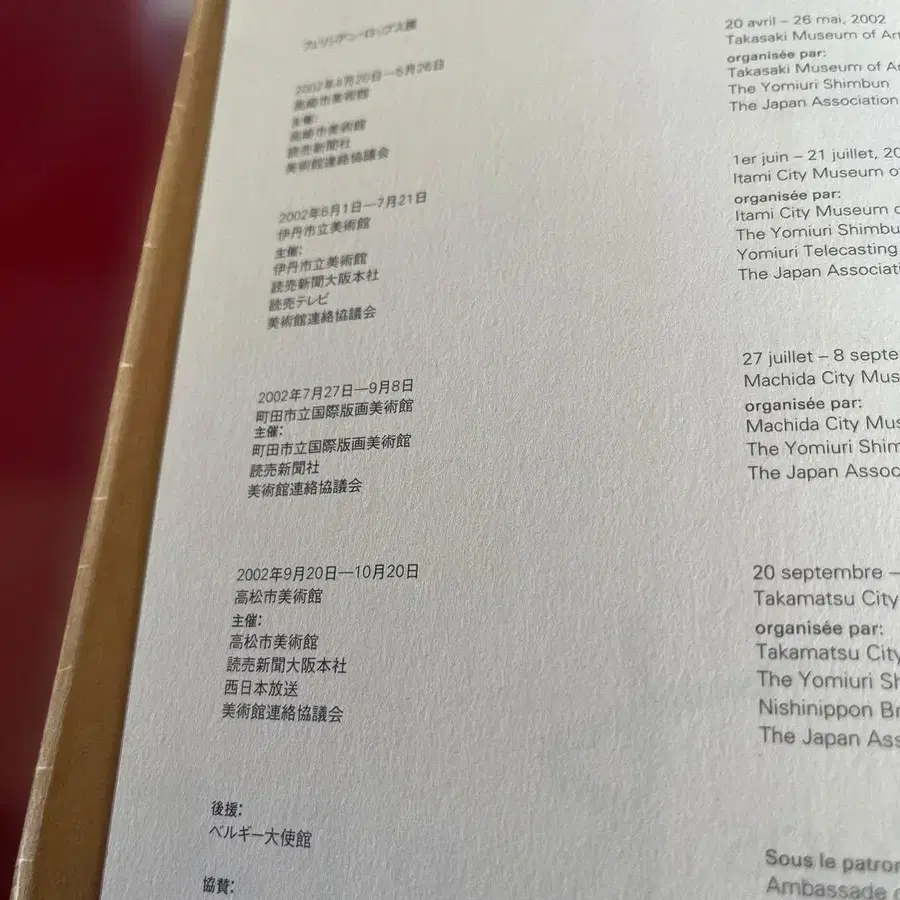 フェリシアン・ロップス展
2002年4月20日—5月26日
高崎市美術館
主催:
高崎市美術館
読売新聞社
美術館連絡協議会
2002年6月1日—7月21日
伊丹市立美術館
主催:
伊丹市立美術館
読売新聞大阪本社
読売テレビ
美術館連絡協議会
2002年7月27日—9月8日
町田市立国際版画美術館
主催:
町田市立国際版画美術館
読売新聞社
美術館連絡協議会
2002年9月20日—10月20日
高松市美術館
主催:
高松市美術館
読売新聞大阪本社
西日本放送
美術館連絡協議会
後援:
ベルギー大使館
協賛:
20 avril – 26 mai, 2002
Takasaki Museum of Ar
organisée par:
Takasaki Museum of A
The Yomiuri Shimbun
The Japan Association
1er juin – 21 juillet, 20
Itami City Museum o
organisée par:
Itami City Museum o
The Yomiuri Shimbu
Yomiuri Telecasting
The Japan Associati
27 juillet – 8 septe
Machida City Mus
organisée par:
Machida City Mus
The Yomiuri Shim
The Japan Assoc
20 septembre –
Takamatsu City
organisée par:
Takamatsu City
The Yomiuri Sh
Nishinippon Br
The Japan Ass
Sous le patron
Ambassade